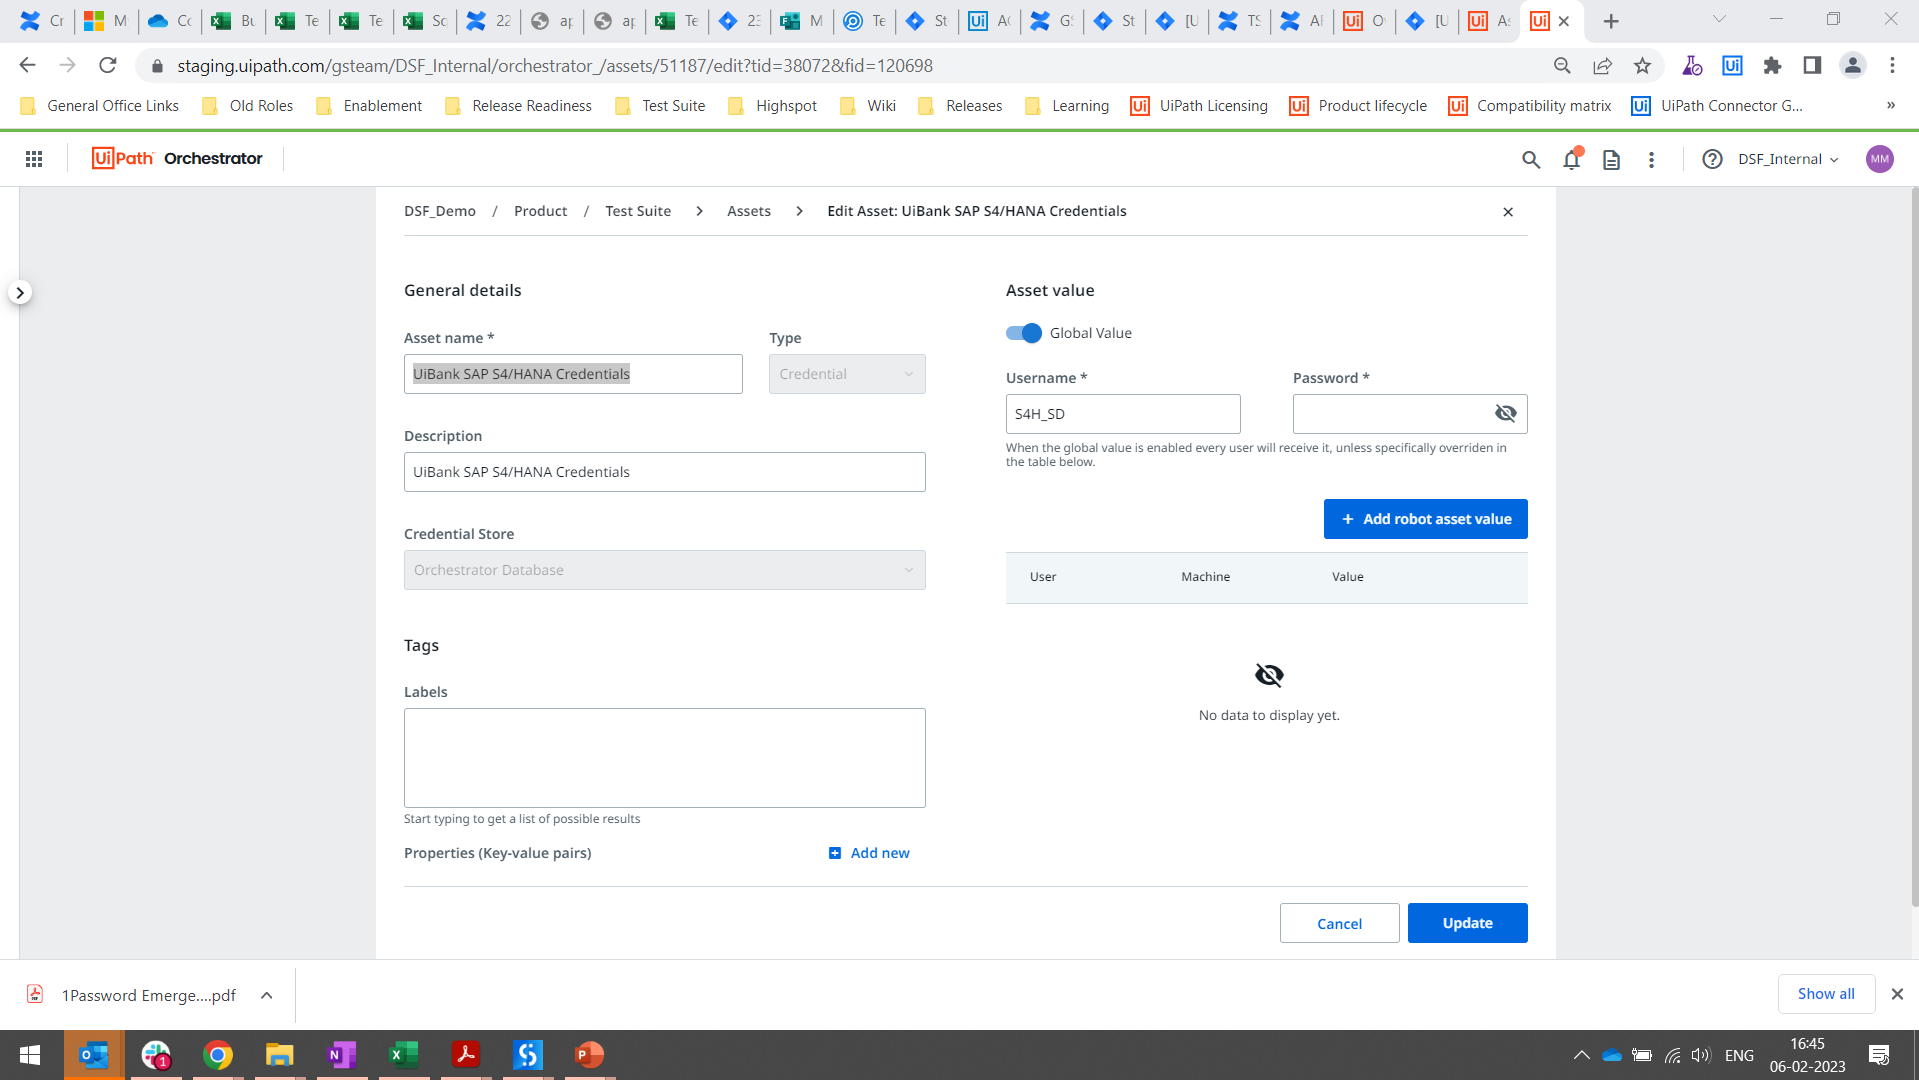 Cr
M
Co
Bu
Te
Te
Sc
22
ap
ap
Te
23
M
Te
St
AC
GS
St
[U
TS
AF
O
[U
As
staging.uipath.com/gsteam/DSF_Internal/orchestrator_/assets/51187/edit?tid=38072&fid=120698
General Office Links
Old Roles
Enablement
Release Readiness
Test Suite
Highspot
Wiki
Releases
Learning
UiPath Licensing
Product lifecycle
Compatibility matrix
UiPath Connector G...
»
UiPath Orchestrator
DSF_Internal
MM
DSF_Demo / Product / Test Suite > Assets > Edit Asset: UiBank SAP S4/HANA Credentials
General details
Asset name *
Type
UiBank SAP S4/HANA Credentials
Credential
Description
UiBank SAP S4/HANA Credentials
Credential Store
Orchestrator Database
Tags
Labels
Start typing to get a list of possible results
Properties (Key-value pairs)
Add new
Asset value
Global Value
Username *
Password *
S4H_SD
When the global value is enabled every user will receive it, unless specifically overriden in
the table below.
+ Add robot asset value
User
Machine
Value
No data to display yet.
Cancel
Update
1Password Emerge....pdf
Show all
1
ENG
16:45
06-02-2023